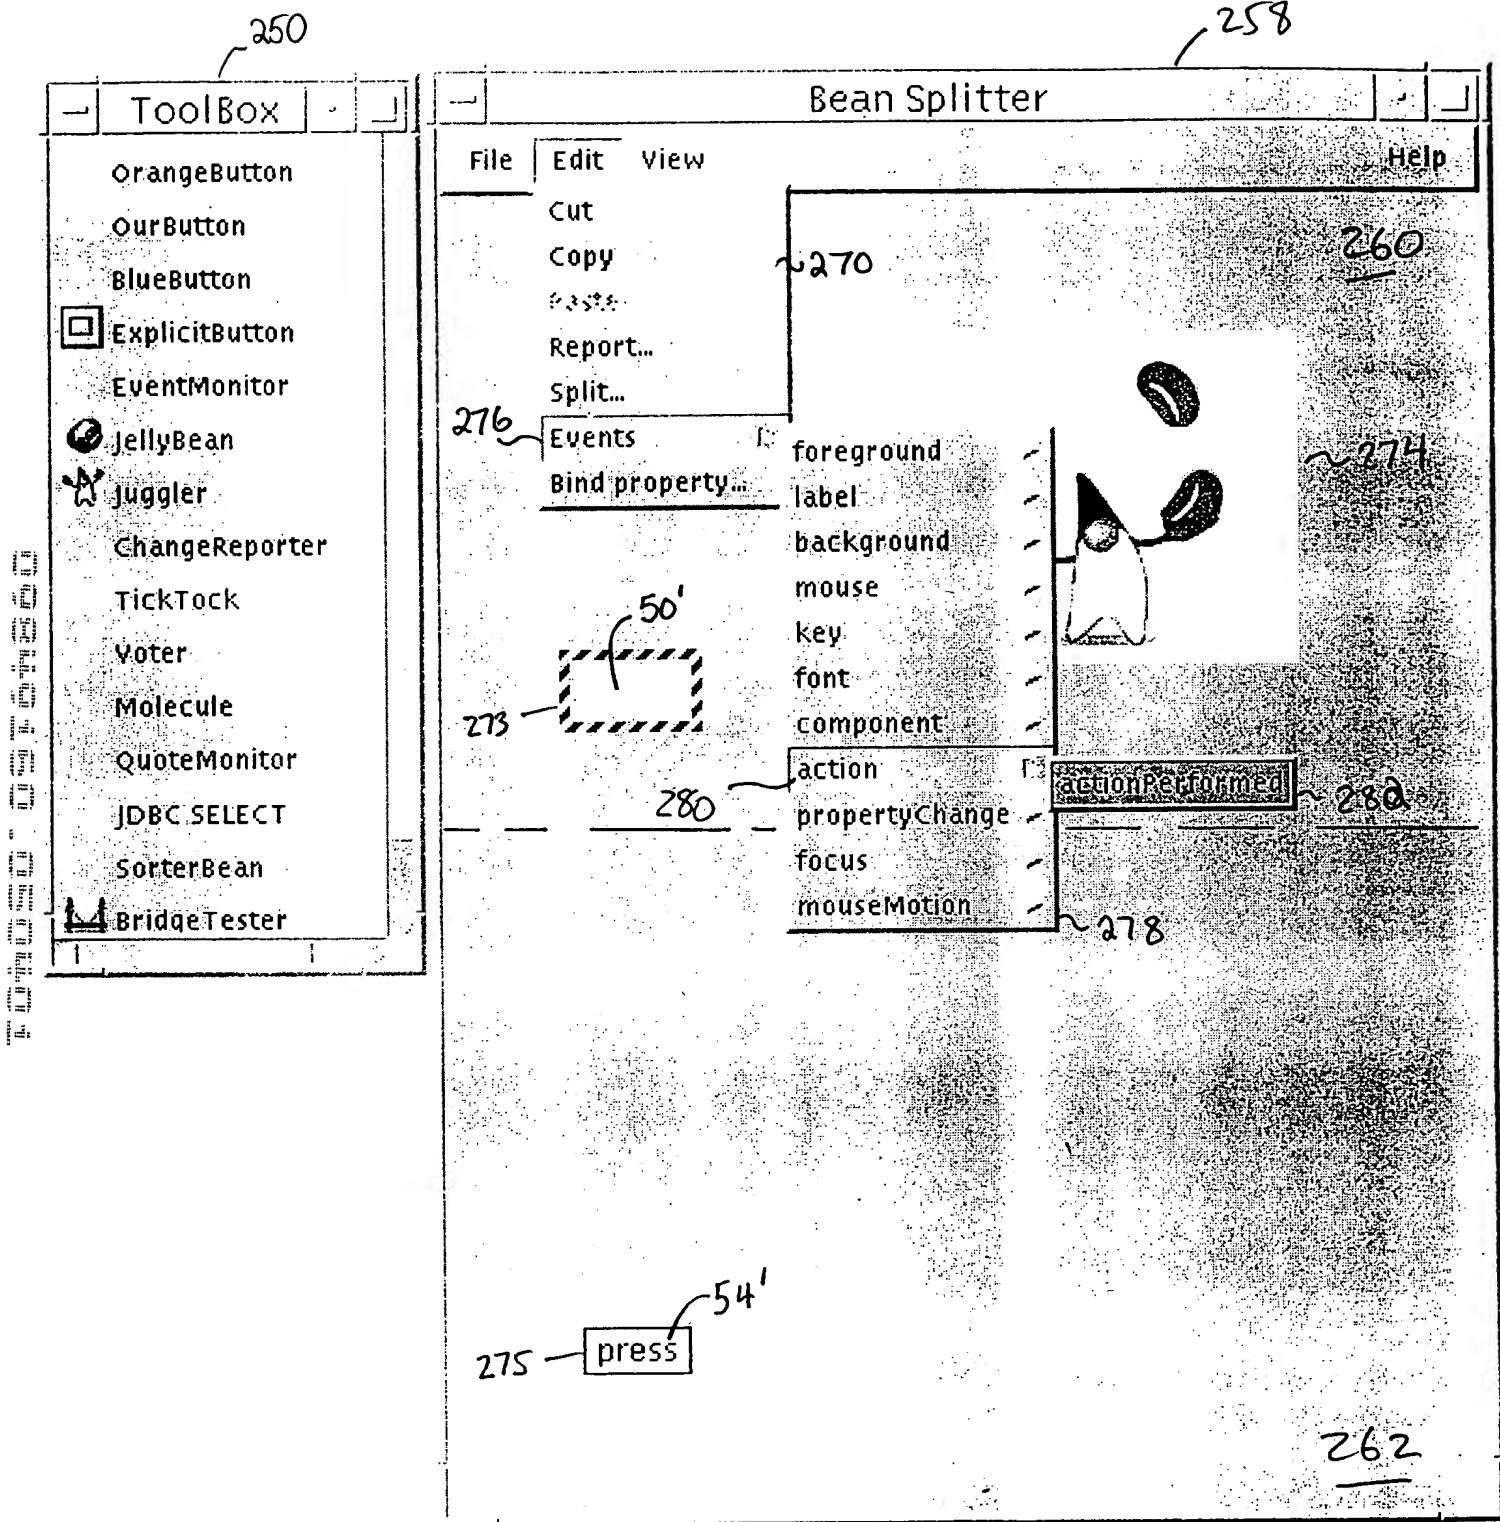 250
258
ToolBox
Bean Splitter
OrangeButton
OurButton
BlueButton
ExplicitButton
EventMonitor
JellyBean
Juggler
ChangeReporter
TickTock
Voter
Molecule
QuoteMonitor
JDBC SELECT
SorterBean
BridgeTester
File Edit View Help
Cut
Copy
Paste
Report...
Split...
Events
Bind property...
270
260
276
274
foreground
label
background
mouse
key
font
component
action
propertyChange
focus
mouseMotion
actionPerformed
50'
273
280
282
278
54'
275
press
262